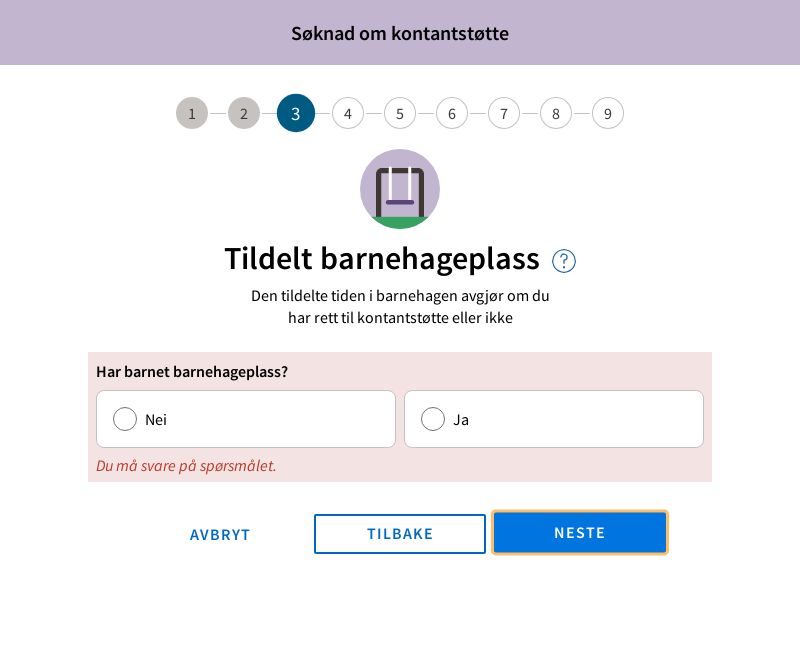 Søknad om kontantstøtte
1 2 3 4 5 6 7 8 9
Tildelt barnehageplass ?
Den tildelte tiden i barnehagen avgjør om du
har rett til kontantstøtte eller ikke
Har barnet barnehageplass?
Nei Ja
Du må svare på spørsmålet.
AVBRYT TILBAKE NESTE